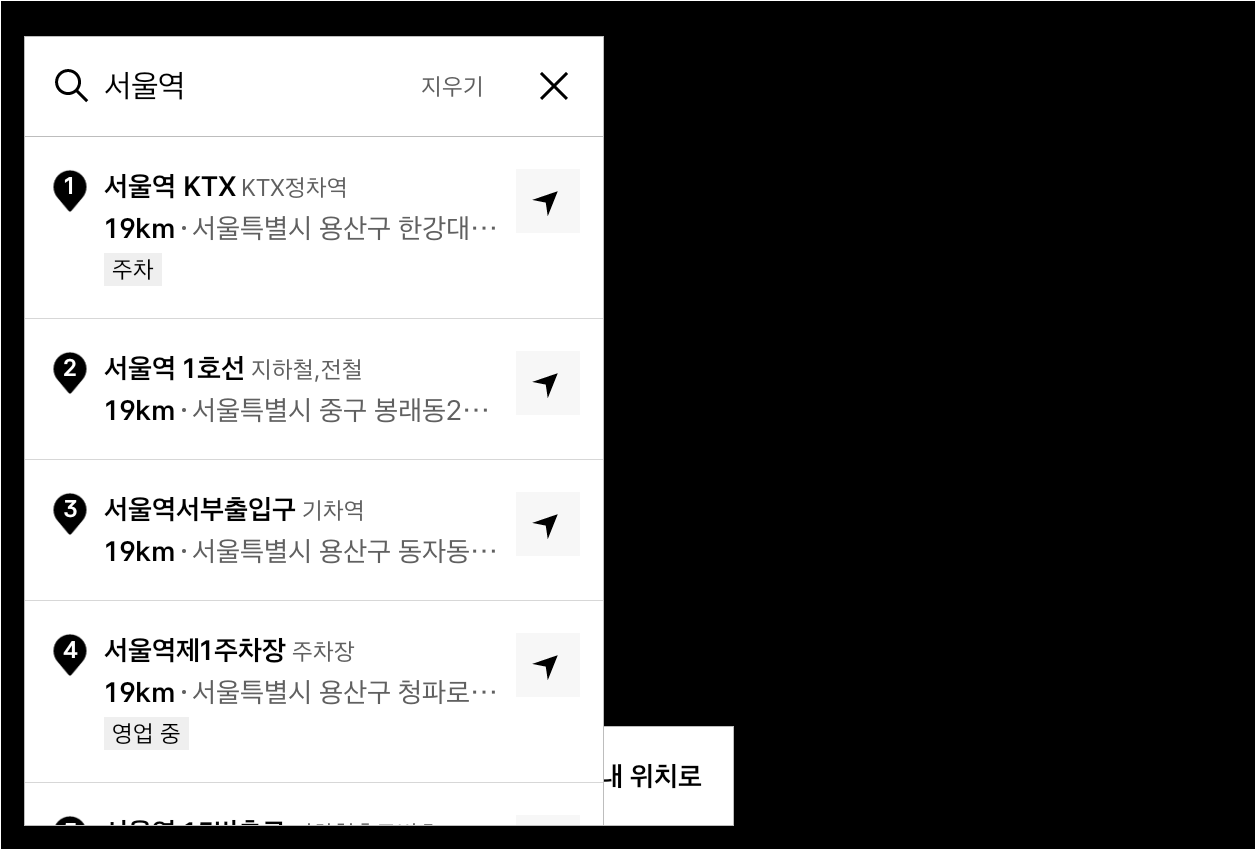 서울역 지우기
1 서울역 KTX KTX정차역
19km · 서울특별시 용산구 한강대···
주차
2 서울역 1호선 지하철,전철
19km · 서울특별시 중구 봉래동2···
3 서울역서부출입구 기차역
19km · 서울특별시 용산구 동자동···
4 서울역제1주차장 주차장
19km · 서울특별시 용산구 청파로···
영업 중
내 위치로
서울역